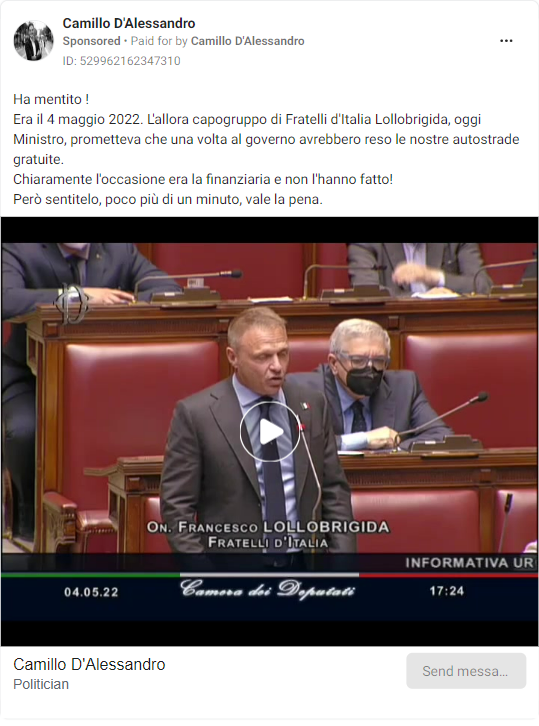 Camillo D'Alessandro
Sponsored • Paid for by Camillo D'Alessandro
ID: 529962162347310
Ha mentito !
Era il 4 maggio 2022. L'allora capogruppo di Fratelli d'Italia Lollobrigida, oggi
Ministro, prometteva che una volta al governo avrebbero reso le nostre autostrade
gratuite.
Chiaramente l'occasione era la finanziaria e non l'hanno fatto!
Però sentitelo, poco più di un minuto, vale la pena.
ON. FRANCESCO LOLLOBRIGIDA
FRATELLI D'ITALIA
INFORMATIVA UR
04.05.22 Camera dei Deputati 17:24
Camillo D'Alessandro
Politician
Send messa...